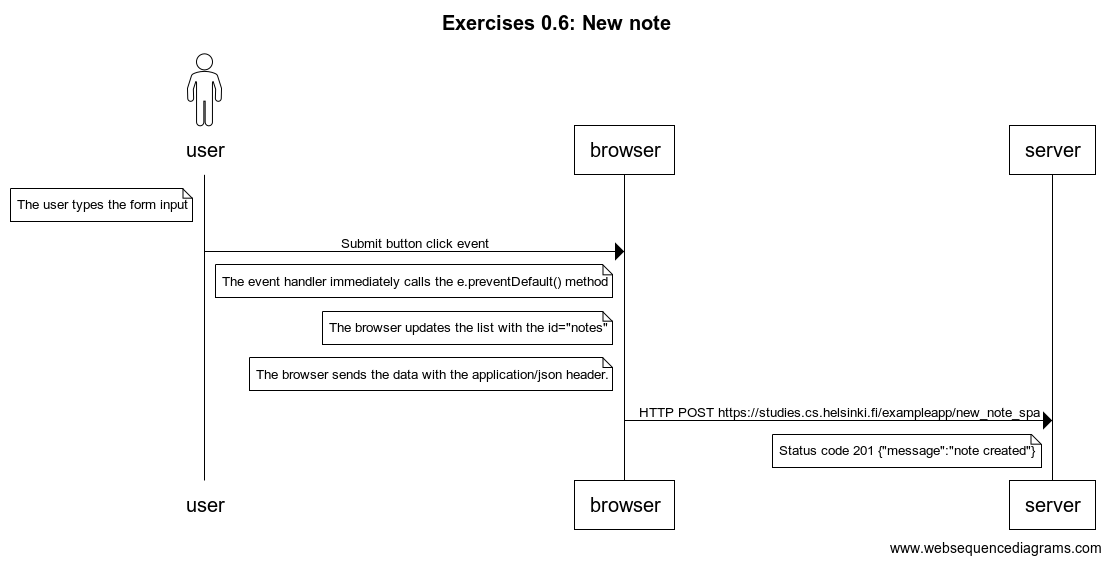 Exercises 0.6: New note
user
browser
server
The user types the form input
Submit button click event
The event handler immediately calls the e.preventDefault() method
The browser updates the list with the id="notes"
The browser sends the data with the application/json header.
HTTP POST https://studies.cs.helsinki.fi/exampleapp/new_note_spa
Status code 201 {"message":"note created"}
user
browser
server
www.websequencediagrams.com